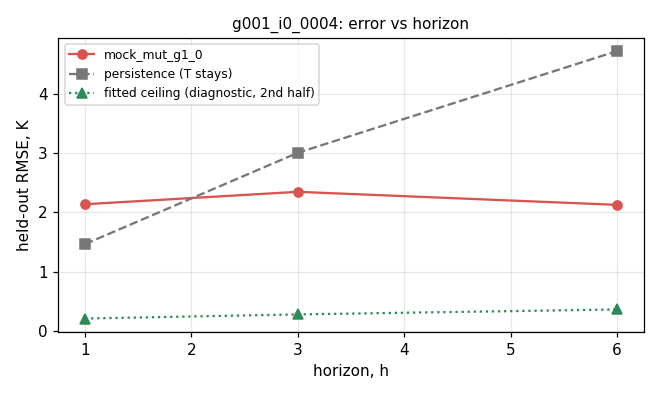 g001_i0_0004: error vs horizon
mock_mut_g1_0
persistence (T stays)
fitted ceiling (diagnostic, 2nd half)
held-out RMSE, K
4
3
2
1
0
1 2 3 4 5 6
horizon, h